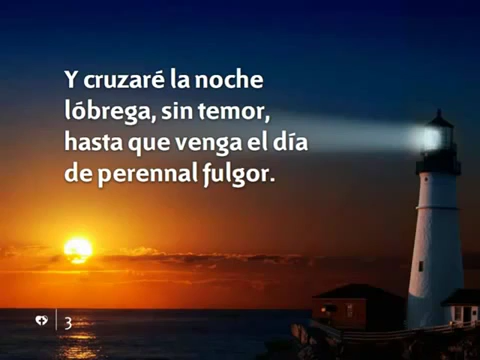 Y cruzaré la noche
lóbrega, sin temor,
hasta que venga el día
de perennal fulgor.
3